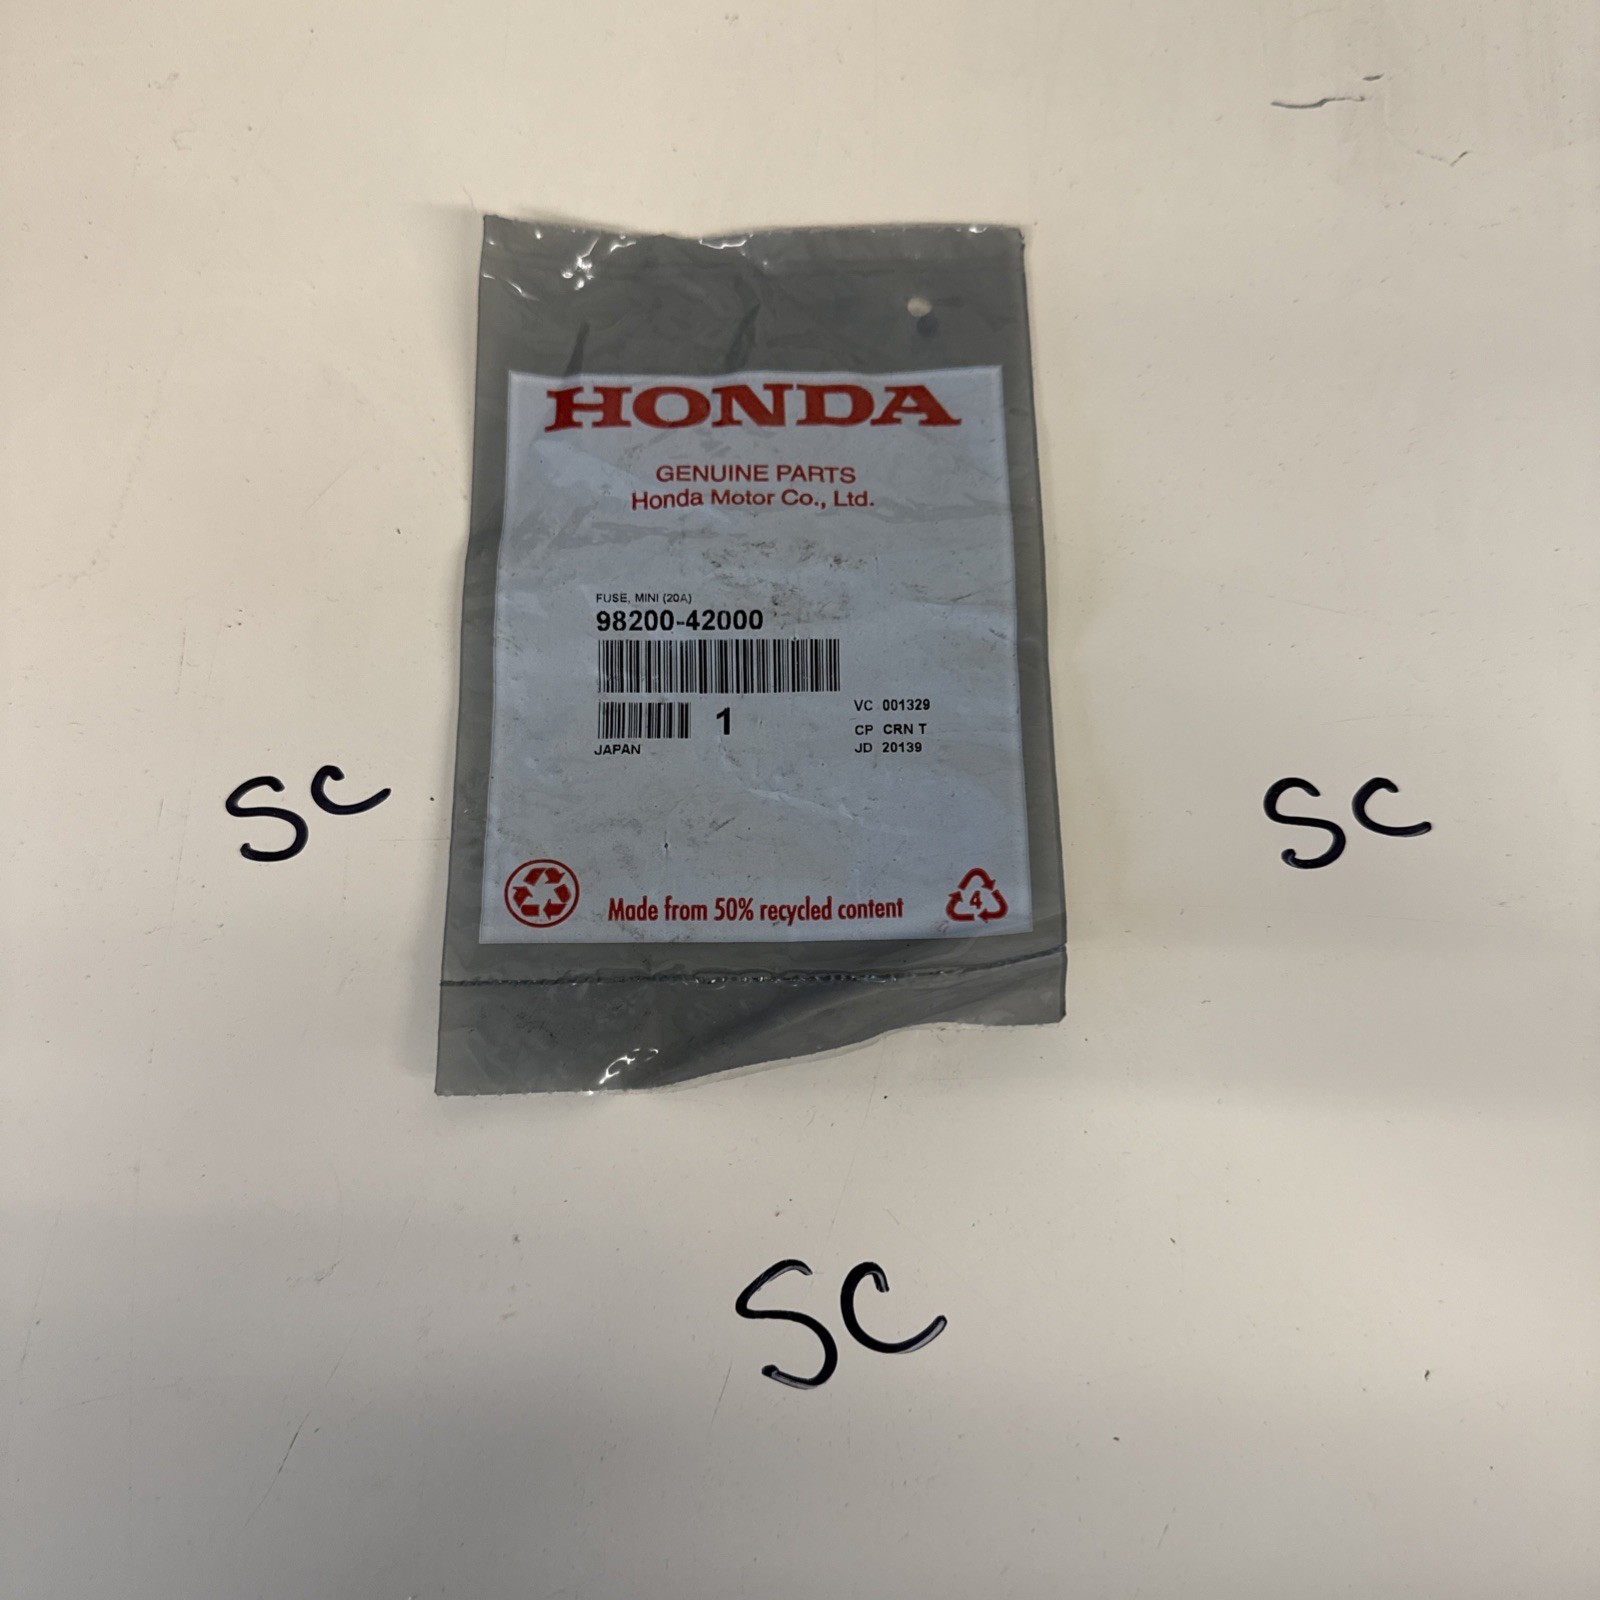 HONDA
GENUINE PARTS
Honda Motor Co., Ltd.
FUSE, MINI (20A)
98200-42000
1
VC 001329
CP CRN T
JAPAN
JD 20139
Made from 50% recycled content
4
SC
SC
SC